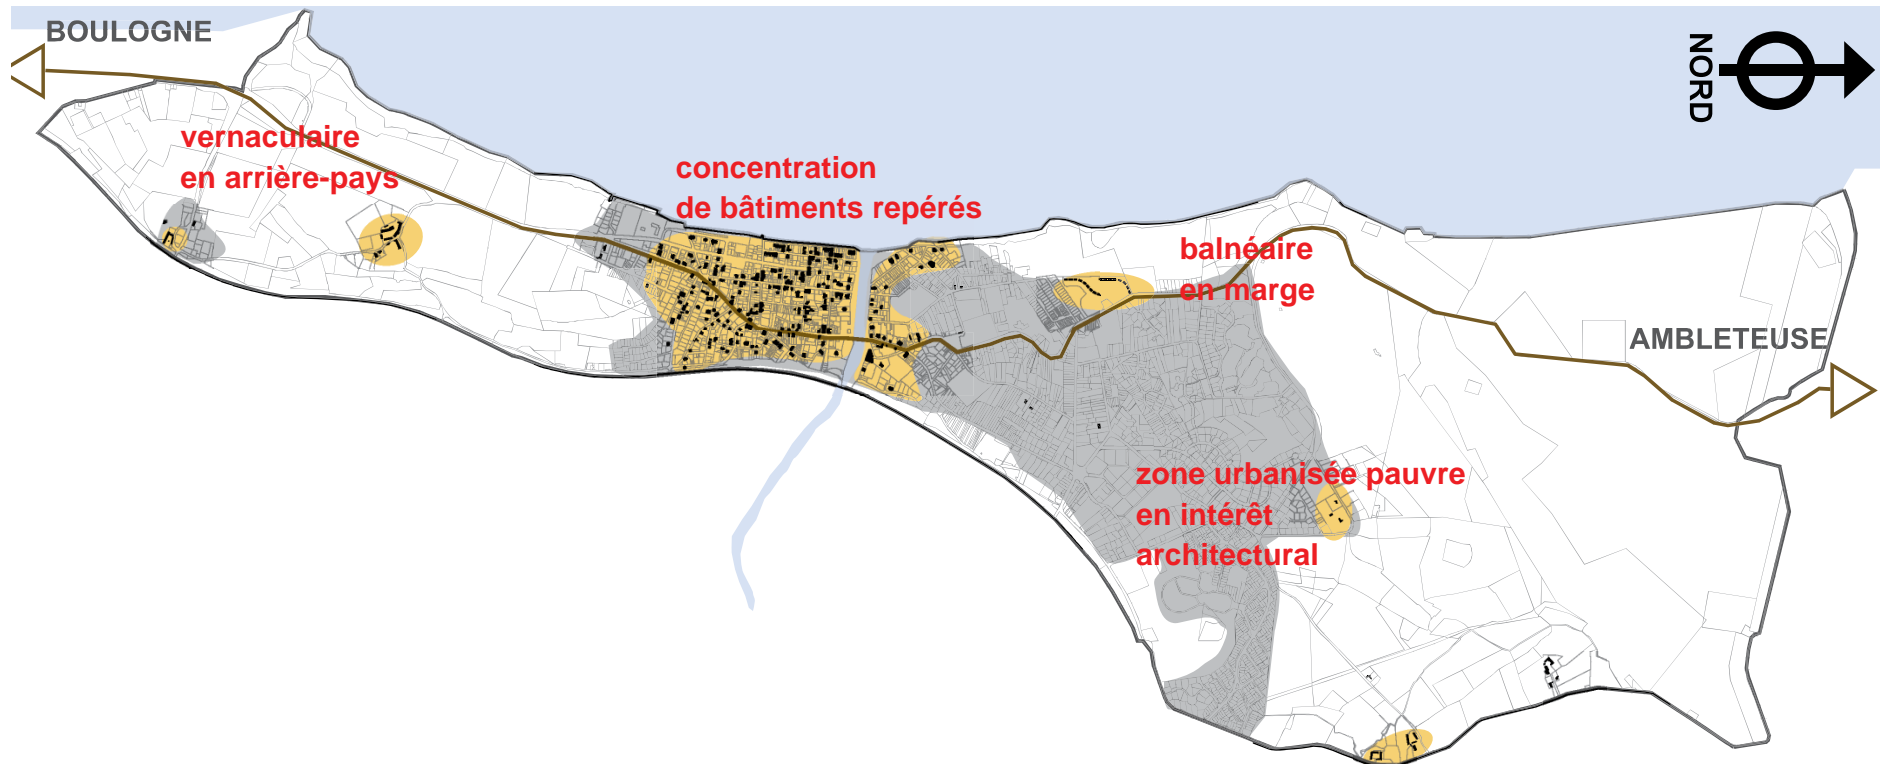 BOULOGNE
NORD
vernaculaire
en arrière-pays
concentration
de bâtiments repérés
balnéaire
en marge
AMBLETEUSE
zone urbanisée pauvre
en intérêt
architectural